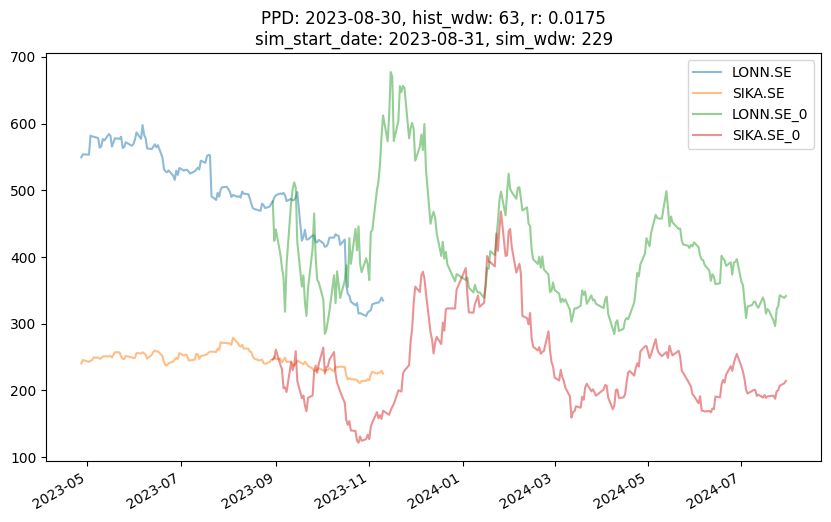 PPD: 2023-08-30, hist_wdw: 63, r: 0.0175
sim_start_date: 2023-08-31, sim_wdw: 229
700
600
500
400
300
200
100
LONN.SE
SIKA.SE
LONN.SE_0
SIKA.SE_0
2023-05
2023-07
2023-09
2023-11
2024-01
2024-03
2024-05
2024-07